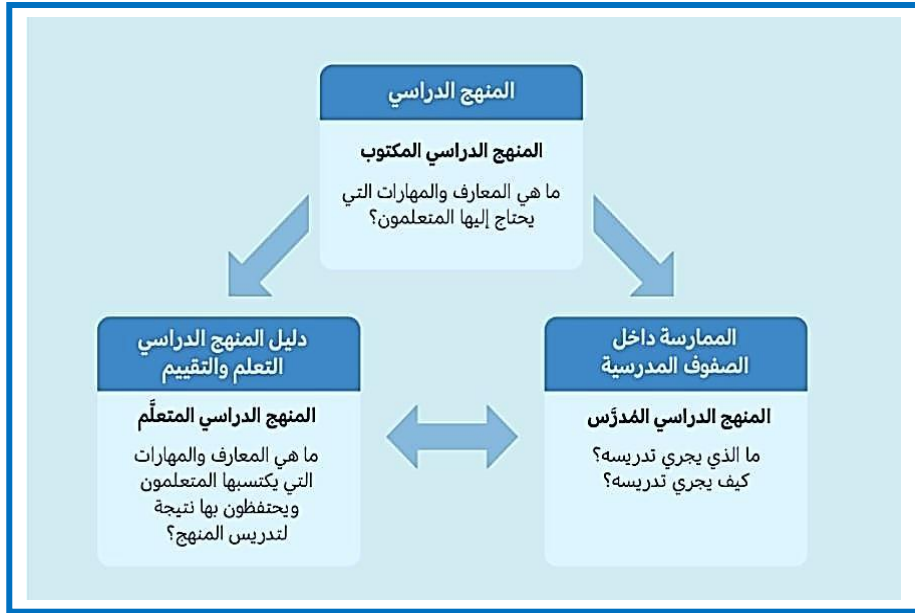 المنهج الدراسي
المنهج الدراسي المكتوب
ما هي المعارف والمهارات التي
يحتاج إليها المتعلمون؟
الممارسة داخل
الصفوف المدرسية
المنهج الدراسي المُدرَّس
ما الذي يجري تدريسه؟
كيف يجري تدريسه؟
دليل المنهج الدراسي
التعلم والتقييم
المنهج الدراسي المتعلَّم
ما هي المعارف والمهارات
التي يكتسبها المتعلمون
ويحتفظون بها نتيجة
لتدريس المنهج؟